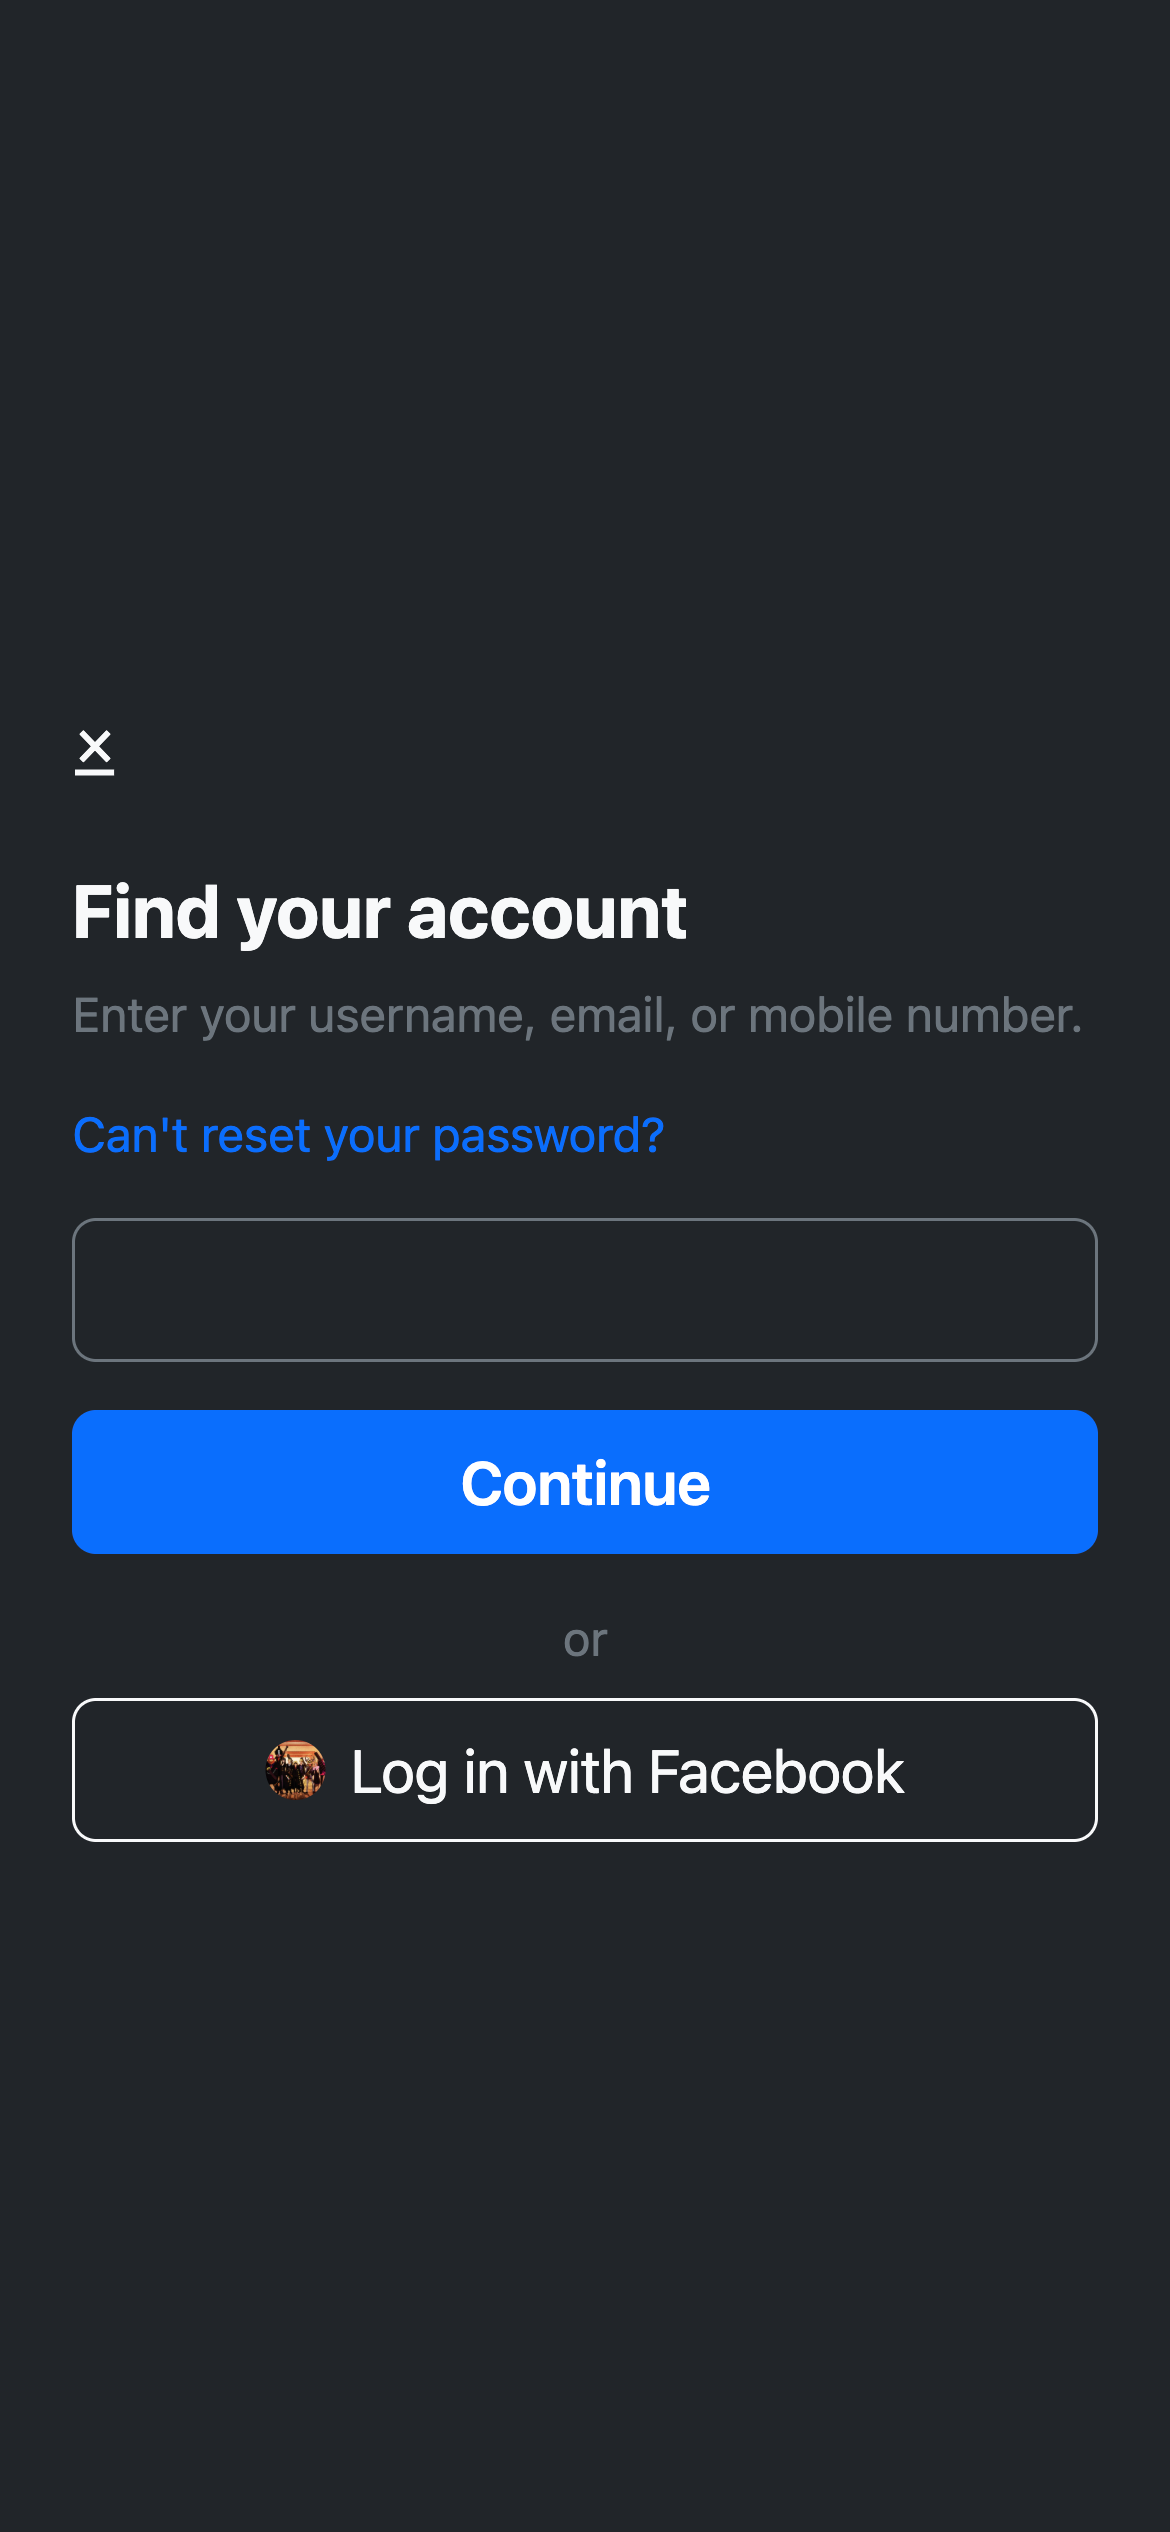 Find your account
Enter your username, email, or mobile number.
Can't reset your password?
Continue
or
Log in with Facebook